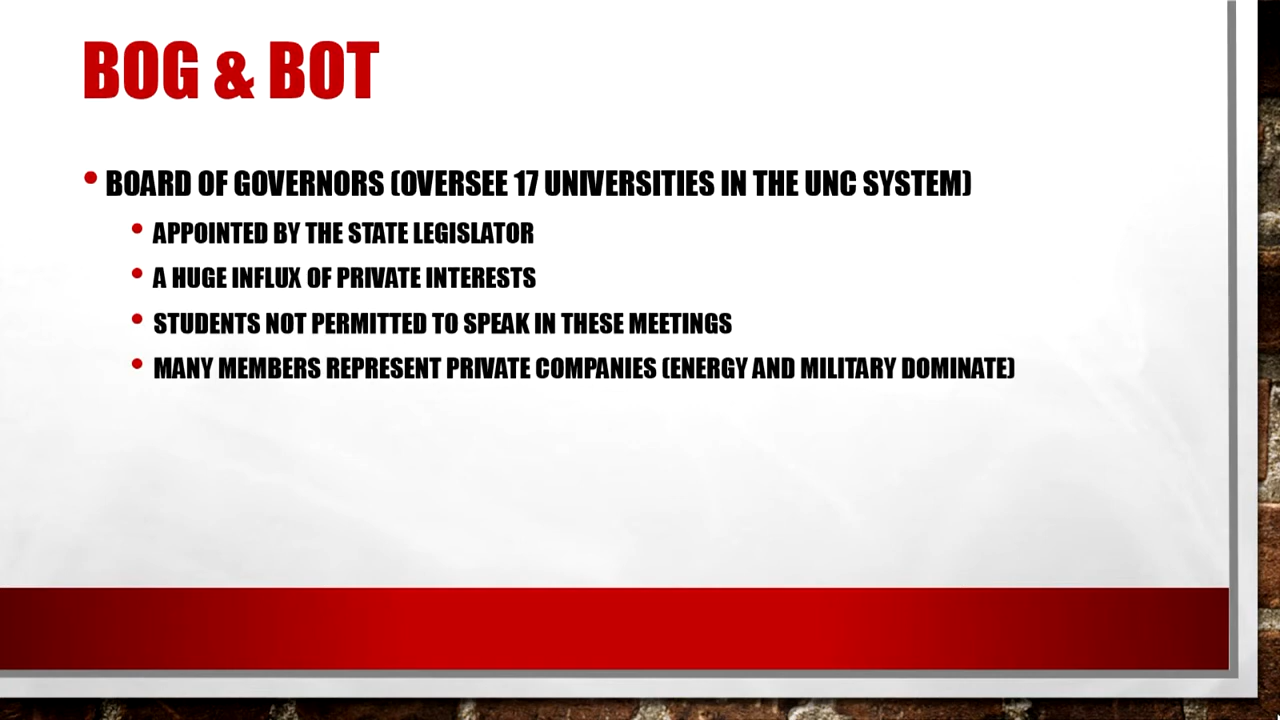 BOG & BOT
• BOARD OF GOVERNORS (OVERSEE 17 UNIVERSITIES IN THE UNC SYSTEM)
• APPOINTED BY THE STATE LEGISLATOR
• A HUGE INFLUX OF PRIVATE INTERESTS
• STUDENTS NOT PERMITTED TO SPEAK IN THESE MEETINGS
• MANY MEMBERS REPRESENT PRIVATE COMPANIES (ENERGY AND MILITARY DOMINATE)